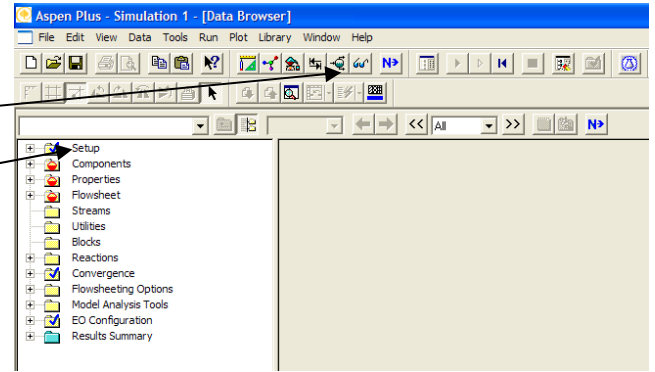 Aspen Plus - Simulation 1 - [Data Browser]
File Edit View Data Tools Run Plot Library Window Help
N>
<< All >> N>
Setup
Components
Properties
Flowsheet
Streams
Utilities
Blocks
Reactions
Convergence
Flowsheeting Options
Model Analysis Tools
EO Configuration
Results Summary